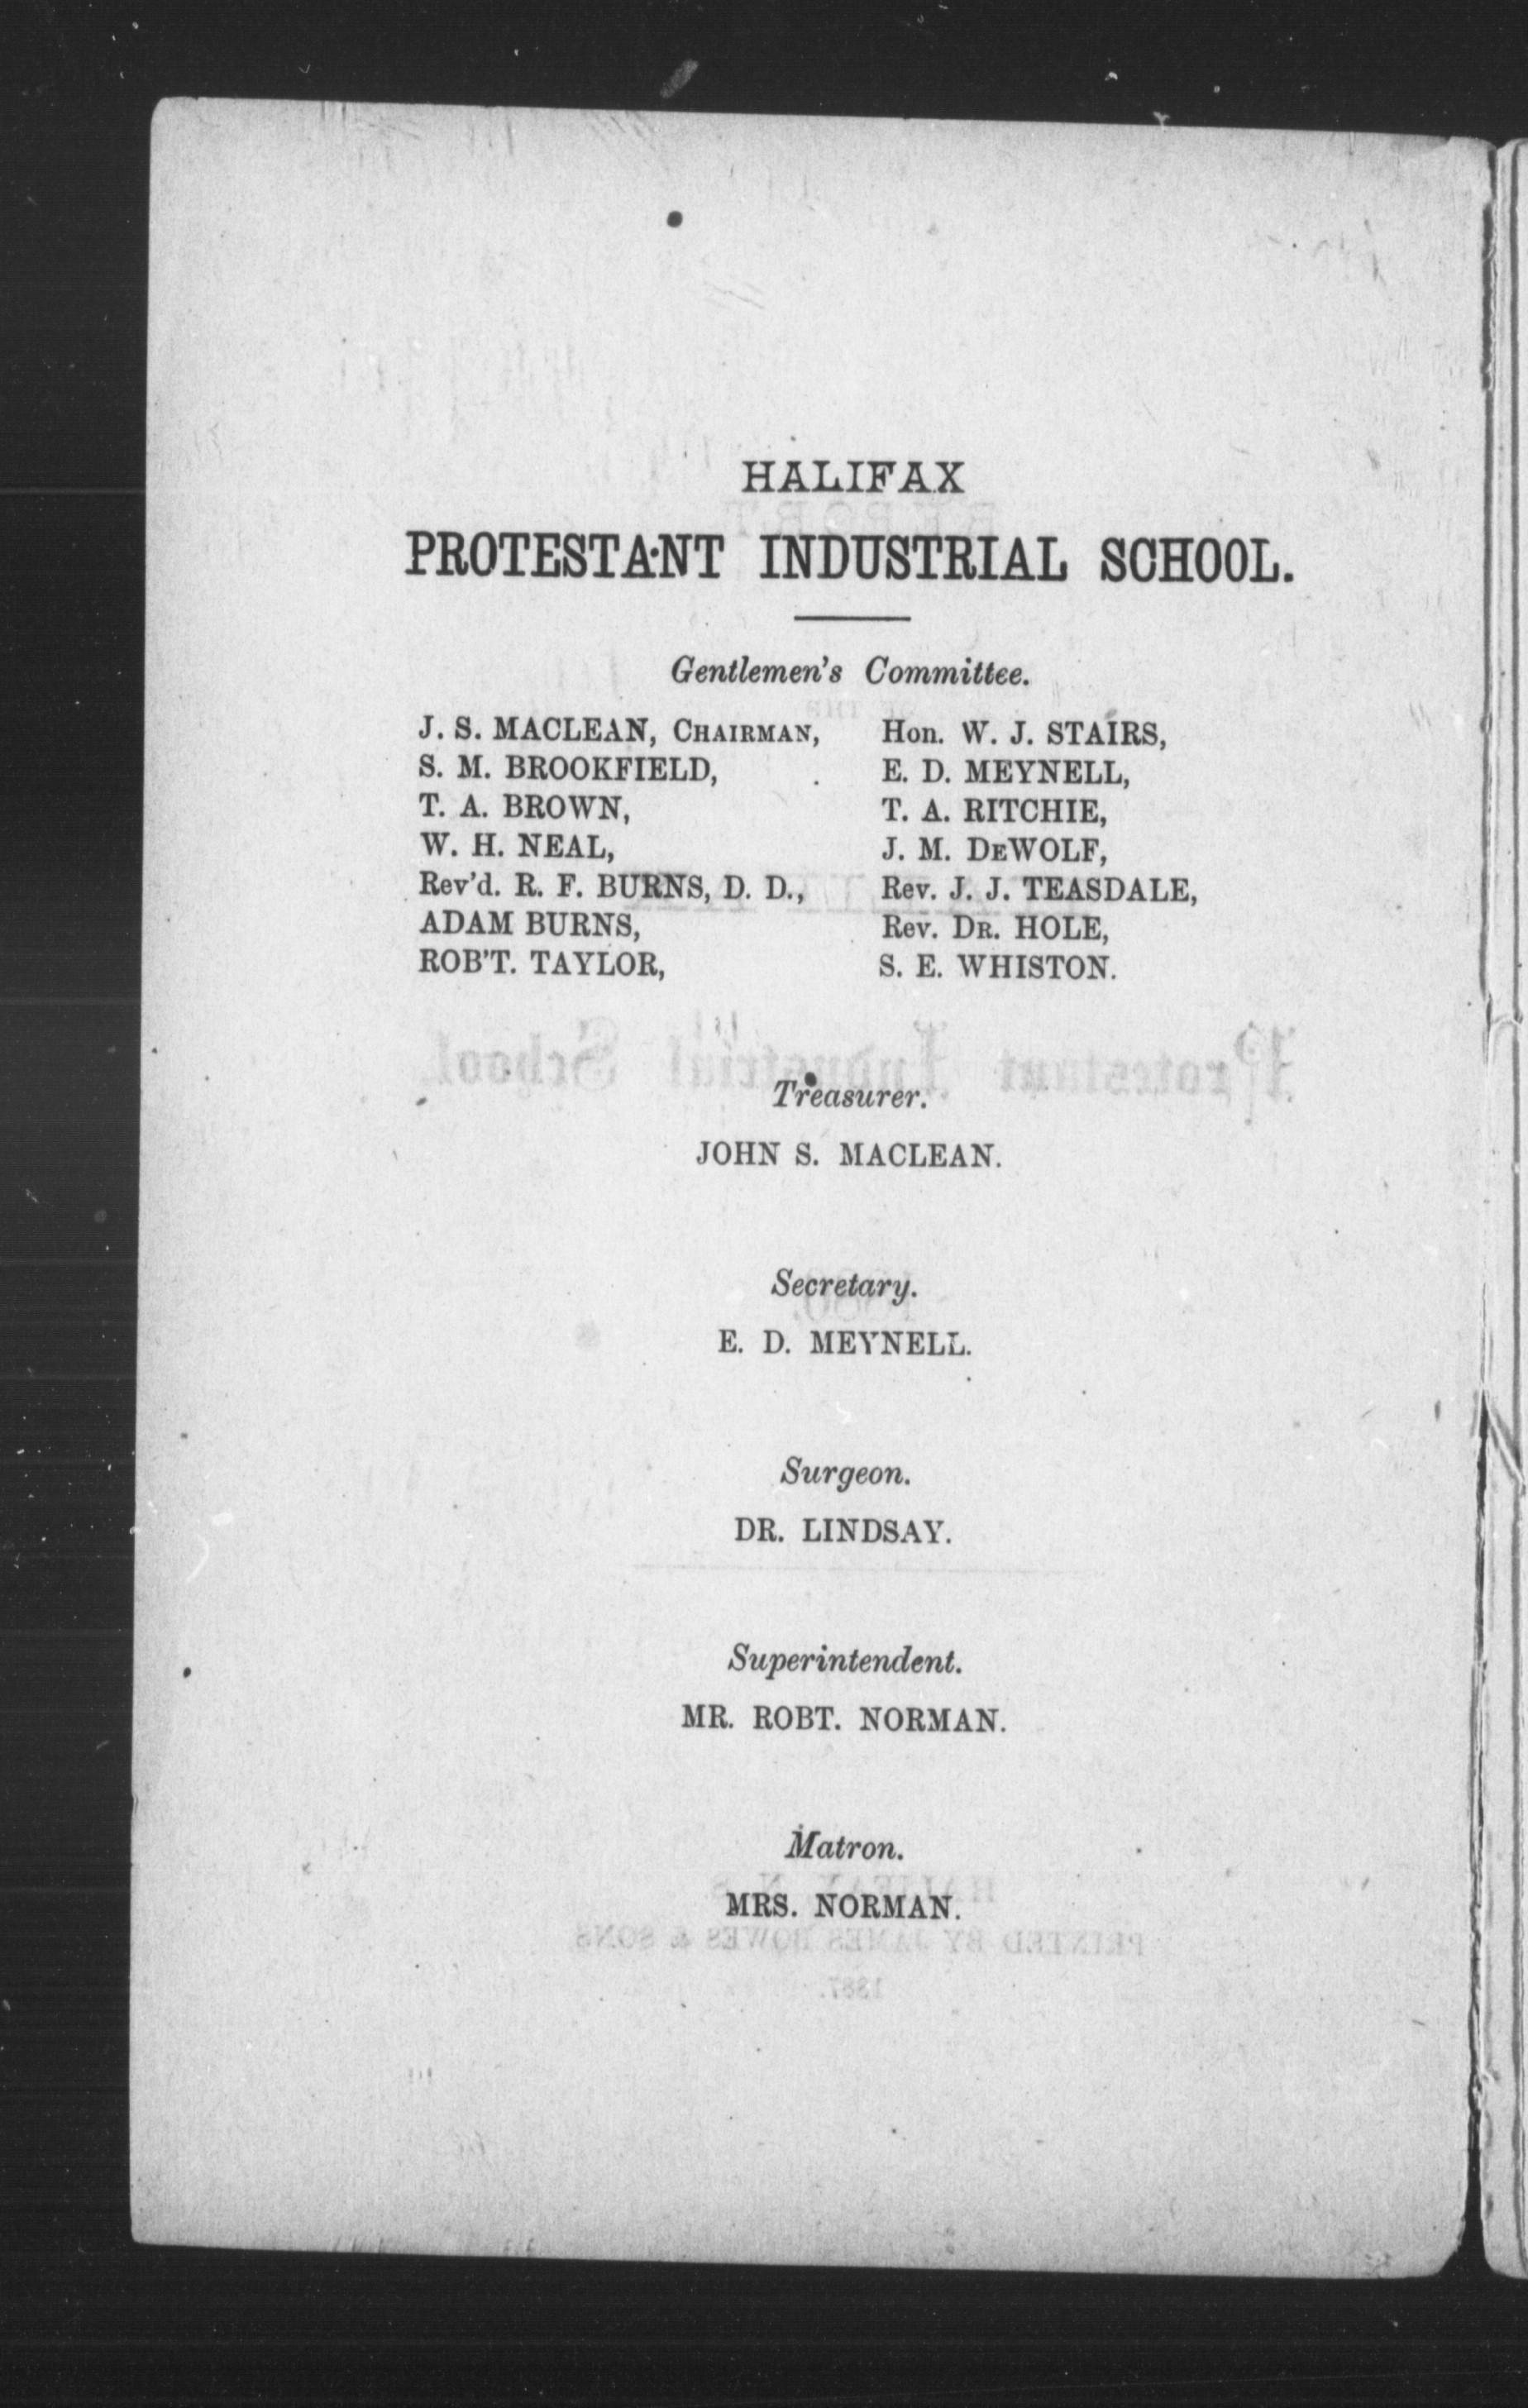 HALIFAX
PROTESTANT INDUSTRIAL SCHOOL.
Gentlemen's Committee.
J. S. MACLEAN, CHAIRMAN,
S. M. BROOKFIELD,
T. A. BROWN,
W. H. NEAL,
Rev'd. R. F. BURNS, D. D.,
ADAM BURNS,
ROB'T. TAYLOR,
Hon. W. J. STAIRS,
E. D. MEYNELL,
T. A. RITCHIE,
J. M. DEWOLF,
Rev. J. J. TEASDALE,
Rev. DR. HOLE,
S. E. WHISTON.
Treasurer.
JOHN S. MACLEAN.
Secretary.
E. D. MEYNELL.
Surgeon.
DR. LINDSAY.
Superintendent.
MR. ROBT. NORMAN.
Matron.
MRS. NORMAN.